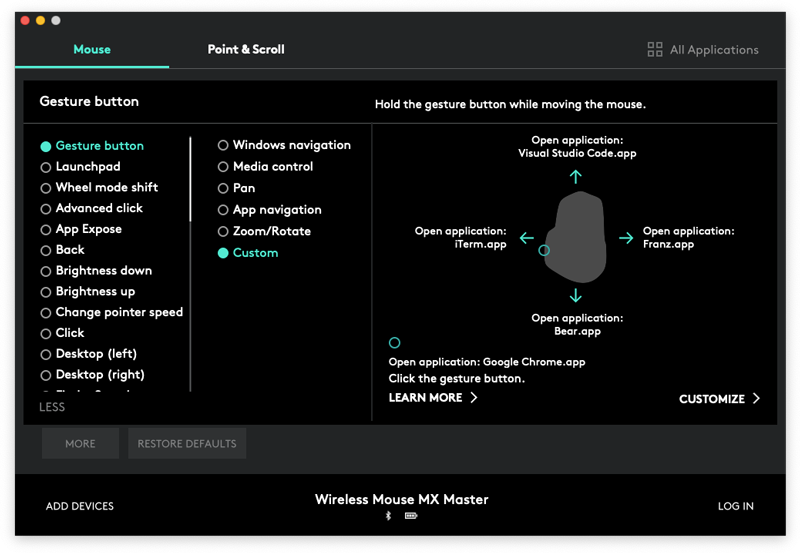 Mouse
Point & Scroll
All Applications
Gesture button
Hold the gesture button while moving the mouse.
Gesture button
Launchpad
Wheel mode shift
Advanced click
App Expose
Back
Brightness down
Brightness up
Change pointer speed
Click
Desktop (left)
Desktop (right)
LESS
Windows navigation
Media control
Pan
App navigation
Zoom/Rotate
Custom
Open application:
Visual Studio Code.app
Open application:
iTerm.app
Open application:
Franz.app
Open application:
Bear.app
Open application: Google Chrome.app
Click the gesture button.
LEARN MORE
CUSTOMIZE
MORE
RESTORE DEFAULTS
ADD DEVICES
Wireless Mouse MX Master
LOG IN